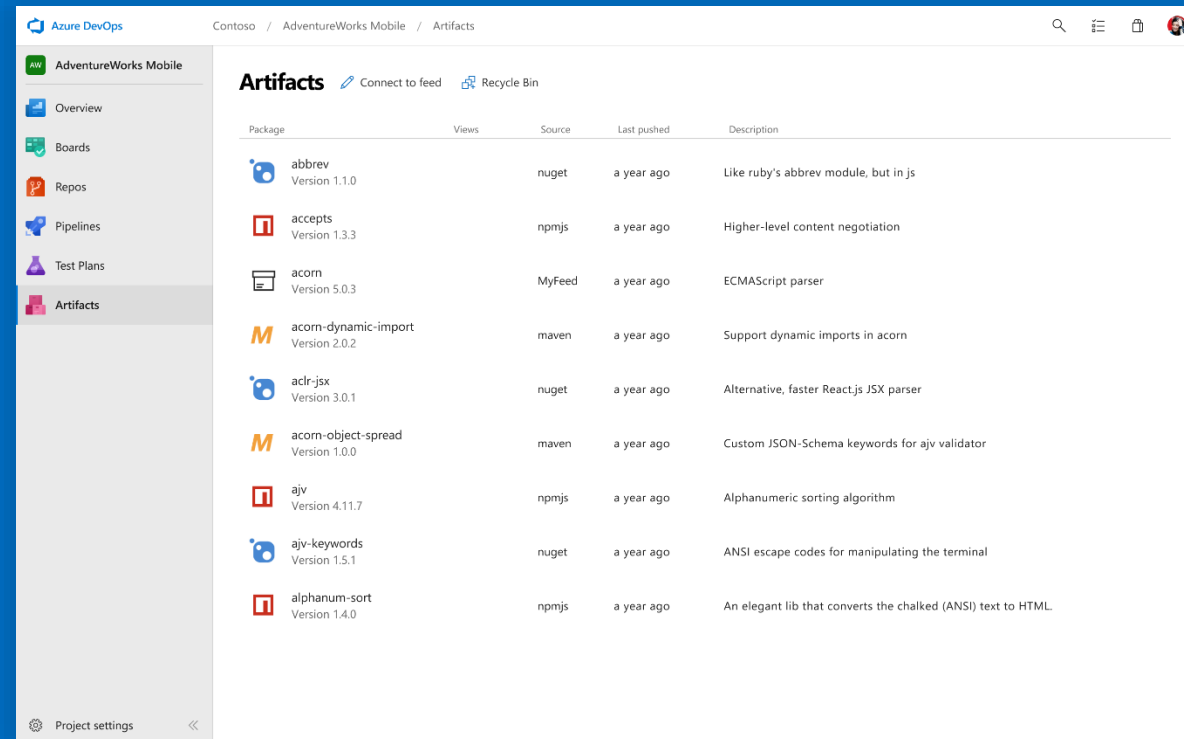 Azure DevOps
Contoso / AdventureWorks Mobile / Artifacts
AW AdventureWorks Mobile
Overview
Boards
Repos
Pipelines
Test Plans
Artifacts
Project settings
Artifacts Connect to feed Recycle Bin
Package Views Source Last pushed Description
abbrev
Version 1.1.0
nuget a year ago Like ruby's abbrev module, but in js
accepts
Version 1.3.3
npmjs a year ago Higher-level content negotiation
acorn
Version 5.0.3
MyFeed a year ago ECMAScript parser
acorn-dynamic-import
Version 2.0.2
maven a year ago Support dynamic imports in acorn
aclr-jsx
Version 3.0.1
nuget a year ago Alternative, faster React.js JSX parser
acorn-object-spread
Version 1.0.0
maven a year ago Custom JSON-Schema keywords for ajv validator
ajv
Version 4.11.7
npmjs a year ago Alphanumeric sorting algorithm
ajv-keywords
Version 1.5.1
nuget a year ago ANSI escape codes for manipulating the terminal
alphanum-sort
Version 1.4.0
npmjs a year ago An elegant lib that converts the chalked (ANSI) text to HTML.